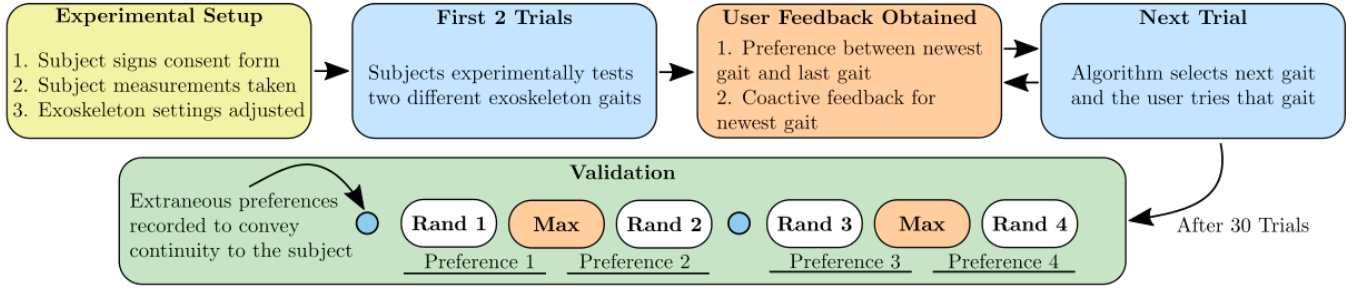 Experimental Setup
1. Subject signs consent form
2. Subject measurements taken
3. Exoskeleton settings adjusted
First 2 Trials
Subjects experimentally tests
two different exoskeleton gaits
User Feedback Obtained
1. Preference between newest
gait and last gait
2. Coactive feedback for
newest gait
Next Trial
Algorithm selects next gait
and the user tries that gait
After 30 Trials
Validation
Extraneous preferences
recorded to convey
continuity to the subject
Rand 1 Max Rand 2 Rand 3 Max Rand 4
Preference 1 Preference 2 Preference 3 Preference 4